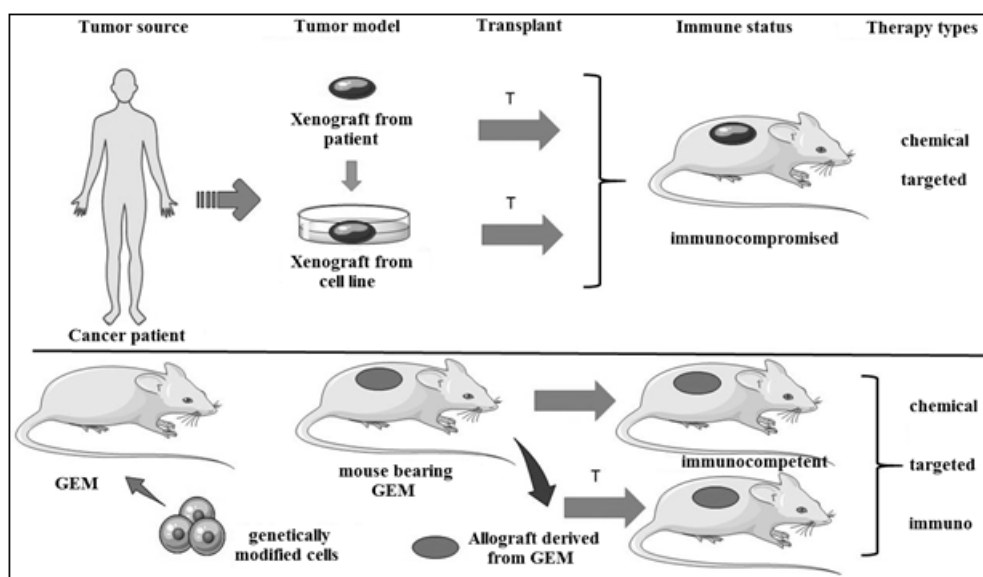 Tumor source Tumor model Transplant Immune status Therapy types
T
Xenograft from
patient
chemical
targeted
T
immunocompromised
Xenograft from
cell line
Cancer patient
chemical
immunocompetent
mouse bearing
GEM
targeted
GEM
T
genetically
modified cells
Allograft derived
from GEM
immuno